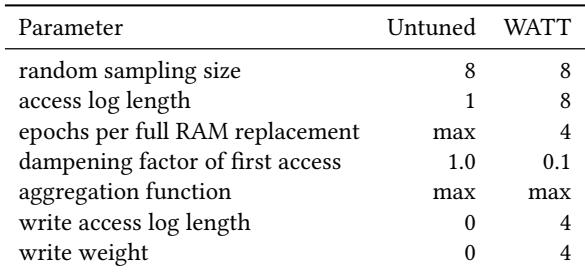 Parameter Untuned WATT
random sampling size 8 8
access log length 1 8
epochs per full RAM replacement max 4
dampening factor of first access 1.0 0.1
aggregation function max max
write access log length 0 4
write weight 0 4